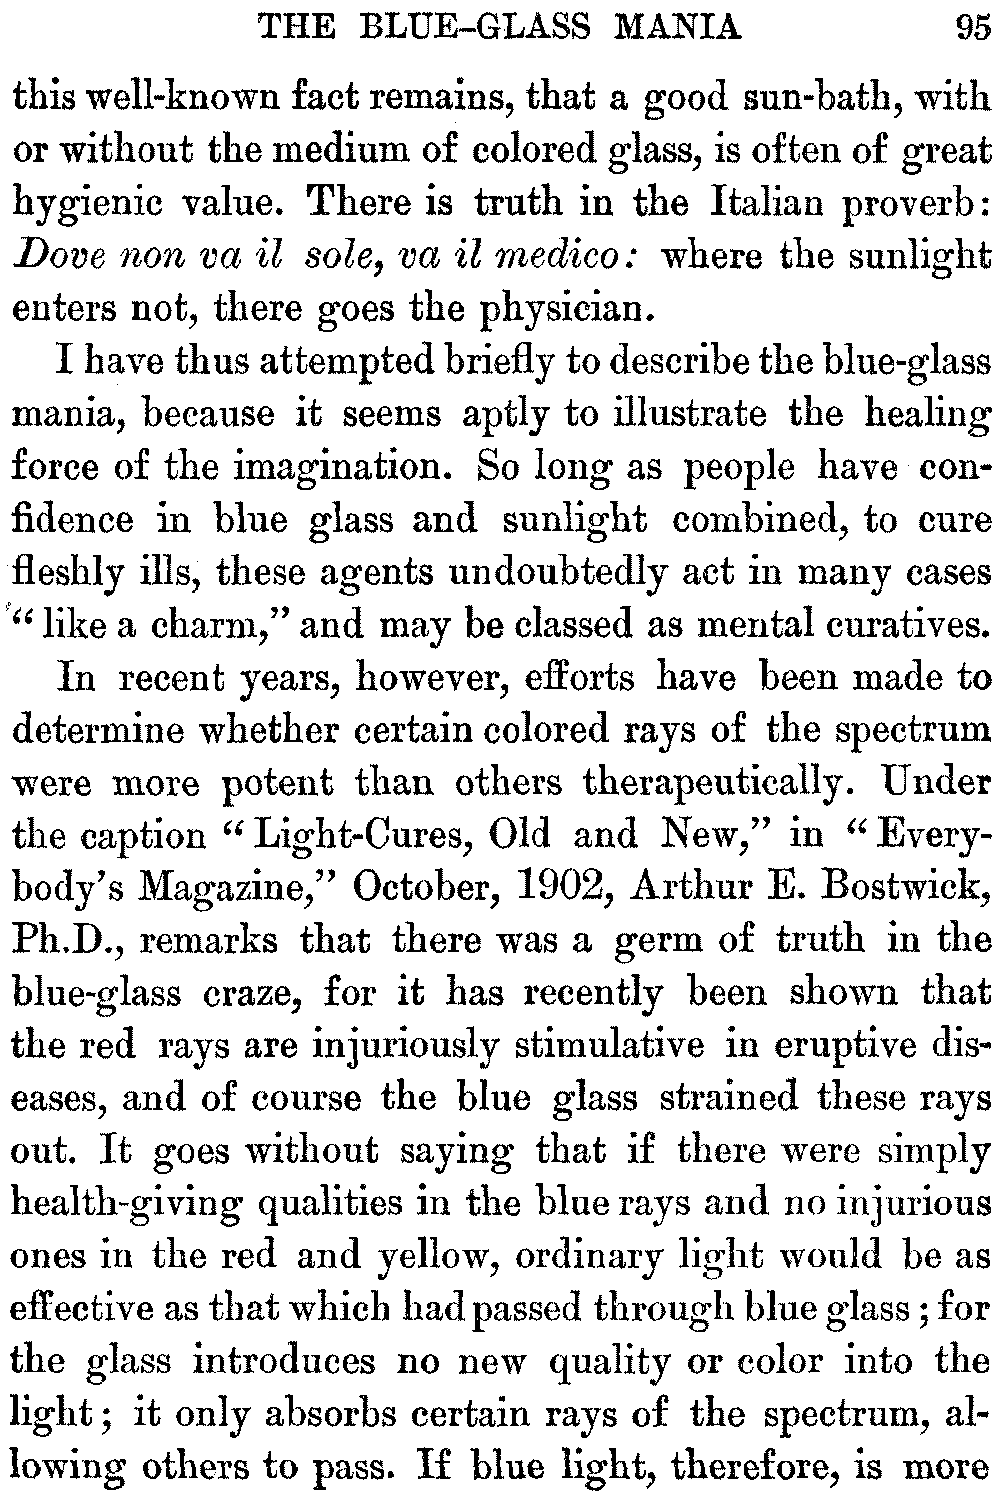 THE BLUE-GLASS MANIA 95
this well-known fact remains, that a good sun-bath, with
or without the medium of colored glass, is often of great
hygienic value. There is truth in the Italian proverb:
Dove non va il sole, va il medico: where the sunlight
enters not, there goes the physician.
I have thus attempted briefly to describe the blue-glass
mania, because it seems aptly to illustrate the healing
force of the imagination. So long as people have con-
fidence in blue glass and sunlight combined, to cure
fleshly ills, these agents undoubtedly act in many cases
“like a charm,” and may be classed as mental curatives.
In recent years, however, efforts have been made to
determine whether certain colored rays of the spectrum
were more potent than others therapeutically. Under
the caption “Light-Cures, Old and New,” in “Every-
body’s Magazine,” October, 1902, Arthur E. Bostwick,
Ph.D., remarks that there was a germ of truth in the
blue-glass craze, for it has recently been shown that
the red rays are injuriously stimulative in eruptive dis-
eases, and of course the blue glass strained these rays
out. It goes without saying that if there were simply
health-giving qualities in the blue rays and no injurious
ones in the red and yellow, ordinary light would be as
effective as that which had passed through blue glass; for
the glass introduces no new quality or color into the
light; it only absorbs certain rays of the spectrum, al-
lowing others to pass. If blue light, therefore, is more